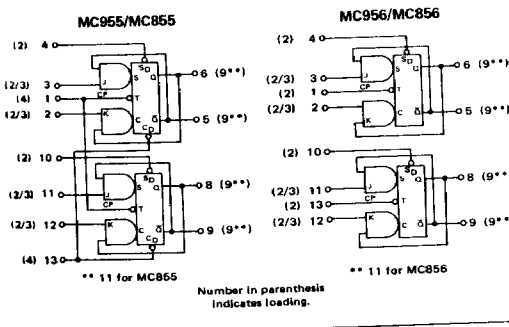 MC955/MC855
(2) 4
S_D
J S Q 6 (9**)
(2/3) 3
CP
(4) 1 T
(2/3) 2
K C Q̅ 5 (9**)
C_D
(2) 10
S_D
J S Q 8 (9**)
(2/3) 11
CP
T
(2/3) 12
K C Q̅ 9 (9**)
C_D
(4) 13
** 11 for MC855
MC956/MC856
(2) 4
S_D
J S Q 6 (9**)
(2/3) 3
CP
(2) 1 T
(2/3) 2
K C Q̅ 5 (9**)
(2) 10
S_D
J S Q 8 (9**)
(2/3) 11
CP
(2) 13 T
(2/3) 12
K C Q̅ 9 (9**)
** 11 for MC856
Number in parenthesis
indicates loading.